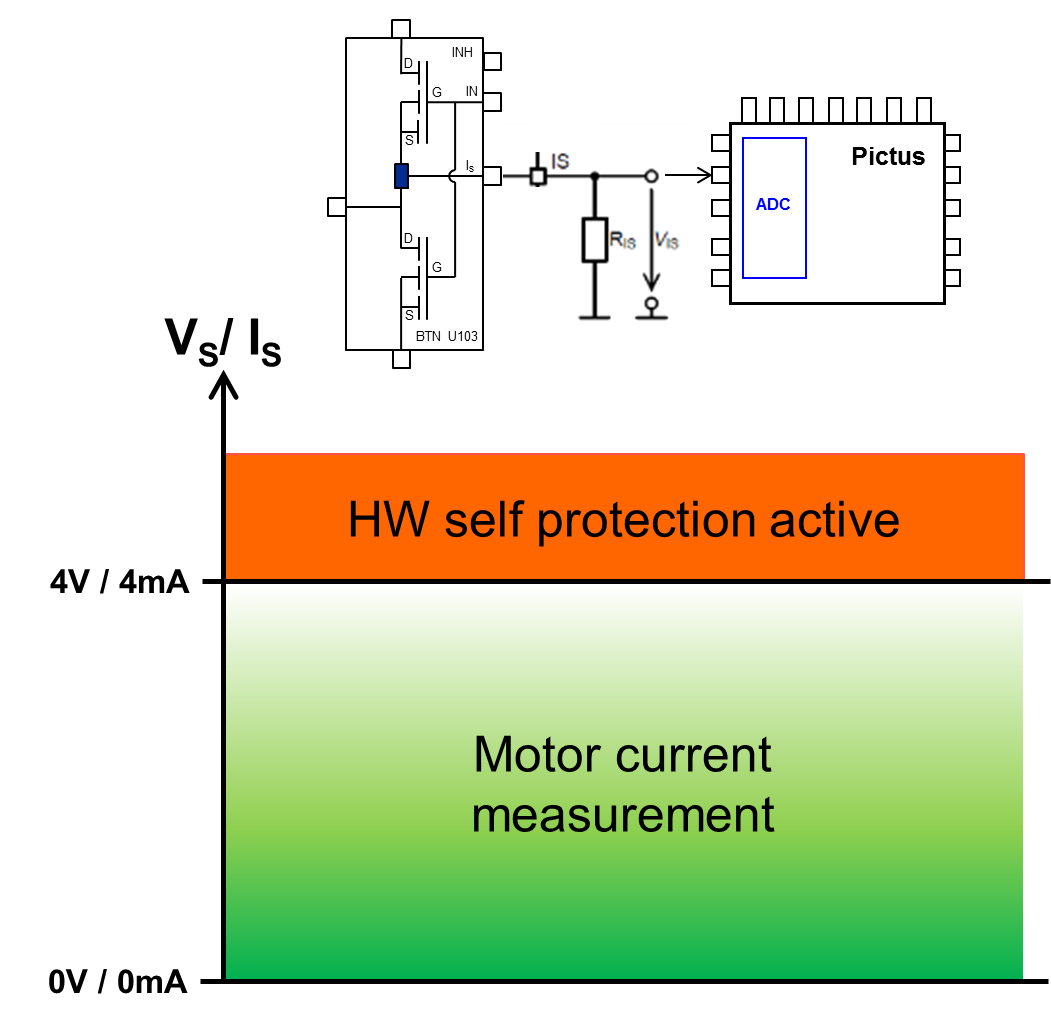 D
INH
G
IN
S
Is
IS
RIS
VIS
Pictus
ADC
D
G
S
BTN U103
VS/ IS
HW self protection active
4V / 4mA
Motor current
measurement
0V / 0mA